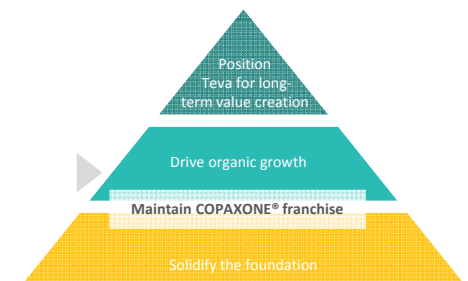 Position
Teva for long-
term value creation
Drive organic growth
Maintain COPAXONE® franchise
Solidify the foundation